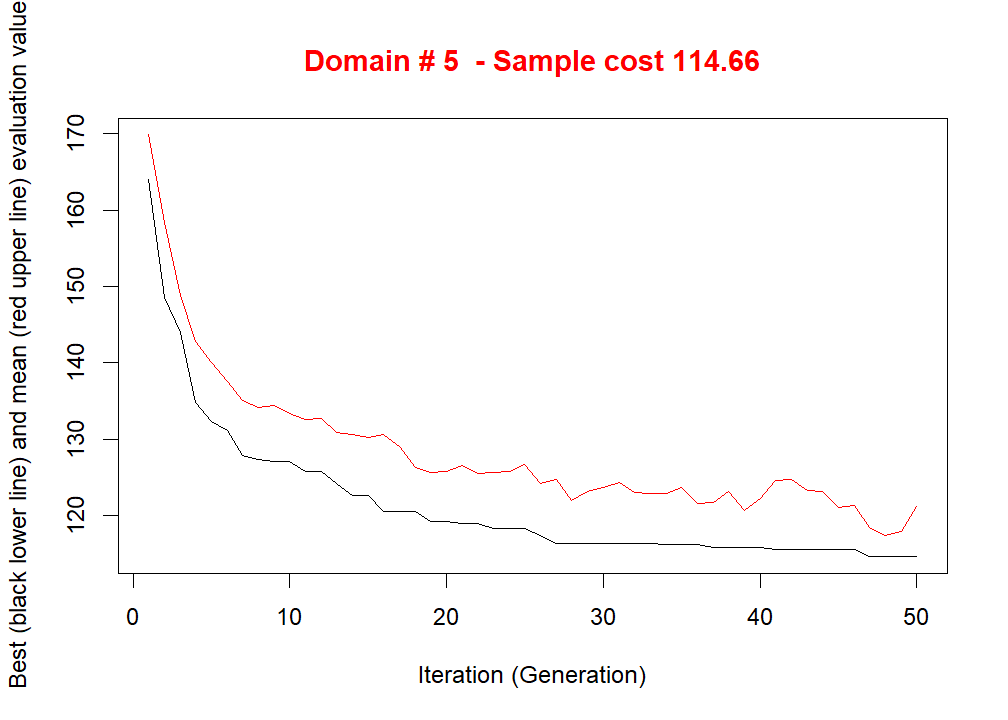 Domain # 5  - Sample cost 114.66
Best (black lower line) and mean (red upper line) evaluation value
170
160
150
140
130
120
0 10 20 30 40 50
Iteration (Generation)